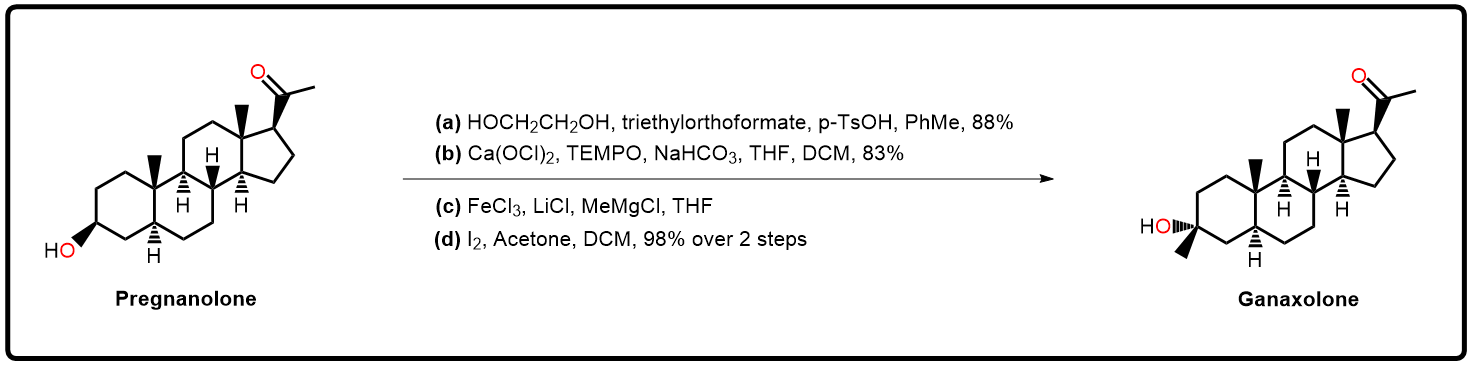 O
H
H
H
H
HO
Pregnanolone
(a) HOCH₂CH₂OH, triethylorthoformate, p-TsOH, PhMe, 88%
(b) Ca(OCl)₂, TEMPO, NaHCO₃, THF, DCM, 83%
(c) FeCl₃, LiCl, MeMgCl, THF
(d) I₂, Acetone, DCM, 98% over 2 steps
O
H
H
H
H
HO
Ganaxolone